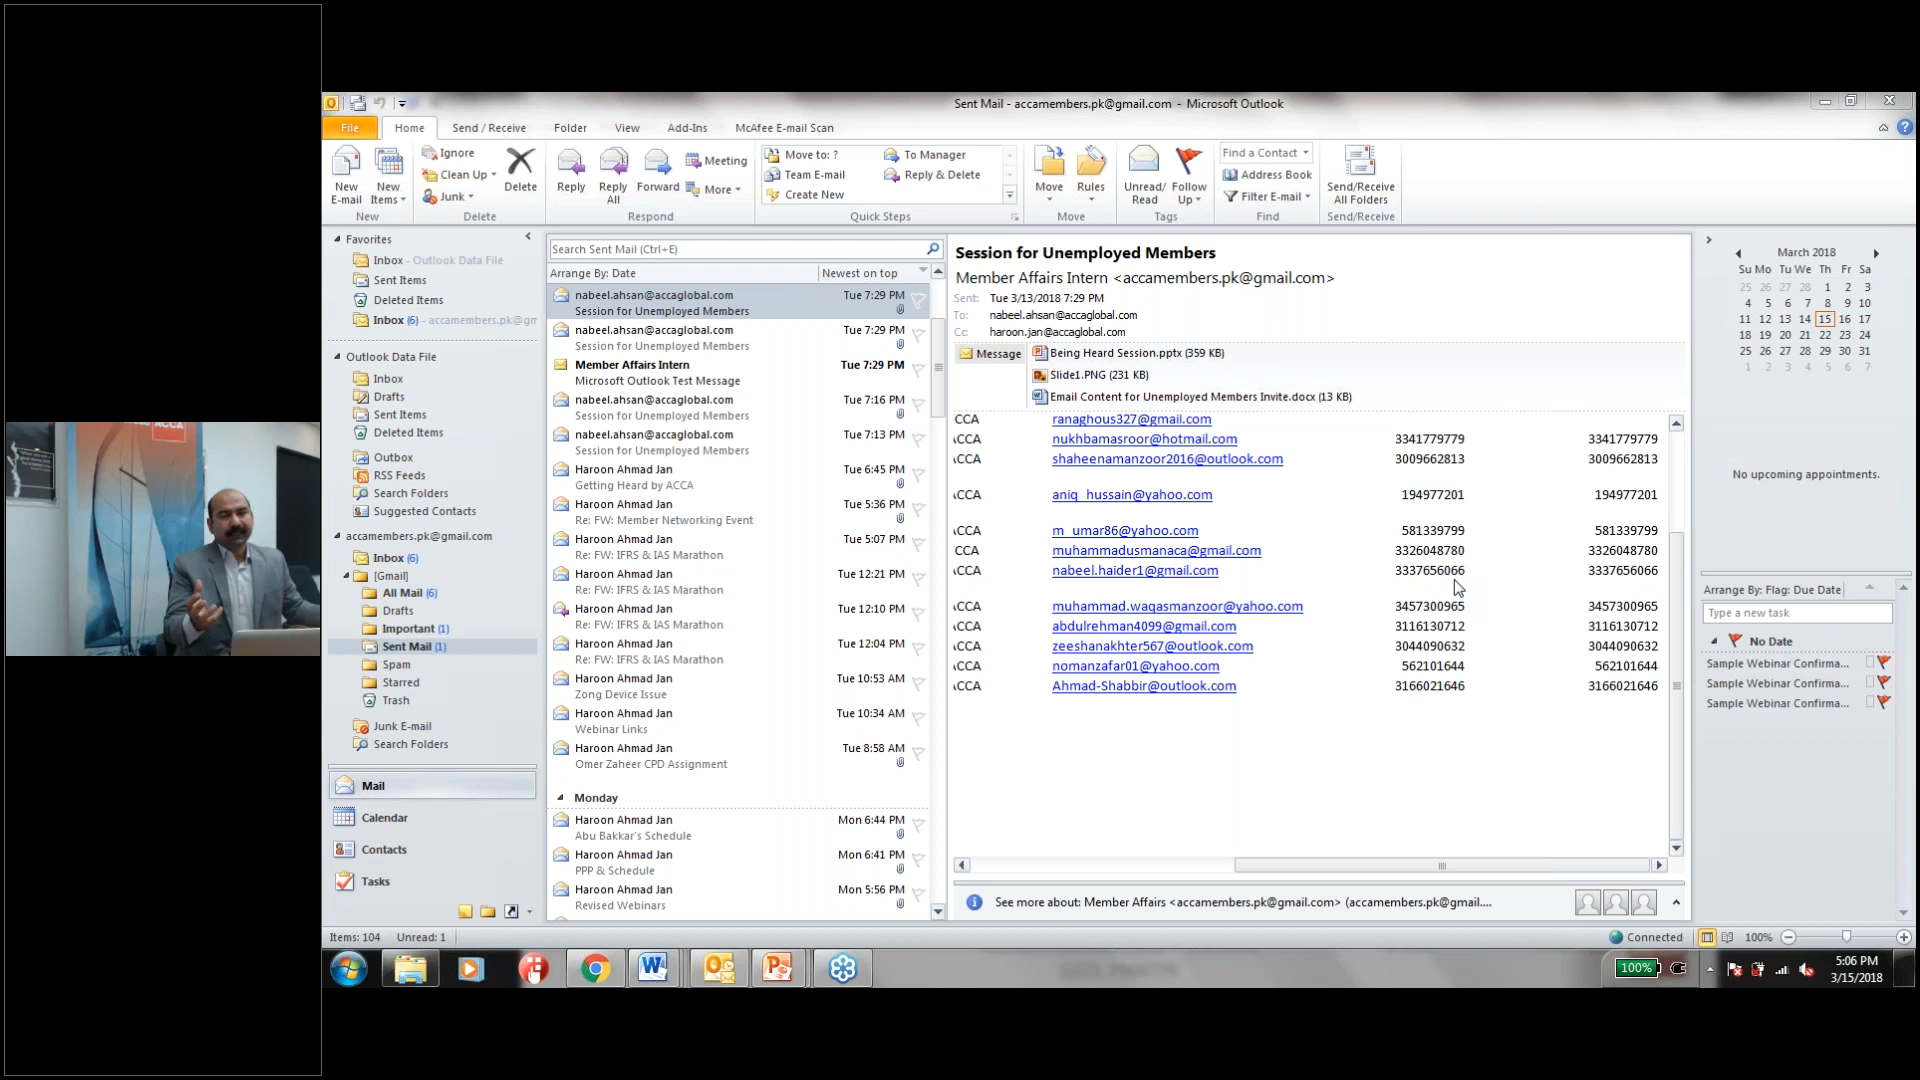 ACCA
Sent Mail - accamembers.pk@gmail.com - Microsoft Outlook
File Home Send / Receive Folder View Add-Ins McAfee E-mail Scan
New E-mail
New Items
New
Ignore
Clean Up
Junk
Delete
Delete
Reply
Reply All
Forward
Meeting
More
Respond
Move to: ?
Team E-mail
Create New
To Manager
Reply & Delete
Quick Steps
Move
Rules
Move
Unread/ Read
Follow Up
Tags
Find a Contact
Address Book
Filter E-mail
Find
Send/Receive All Folders
Send/Receive
Favorites
Inbox - Outlook Data File
Sent Items
Deleted Items
Inbox (6) - accamembers.pk@gm
Outlook Data File
Inbox
Drafts
Sent Items
Deleted Items
Outbox
RSS Feeds
Search Folders
Suggested Contacts
accamembers.pk@gmail.com
Inbox (6)
[Gmail]
All Mail (6)
Drafts
Important (1)
Sent Mail (1)
Spam
Starred
Trash
Junk E-mail
Search Folders
Mail
Calendar
Contacts
Tasks
Search Sent Mail (Ctrl+E)
Arrange By: Date Newest on top
nabeel.ahsan@accaglobal.com Tue 7:29 PM
Session for Unemployed Members
nabeel.ahsan@accaglobal.com Tue 7:29 PM
Session for Unemployed Members
Member Affairs Intern Tue 7:29 PM
Microsoft Outlook Test Message
nabeel.ahsan@accaglobal.com Tue 7:16 PM
Session for Unemployed Members
nabeel.ahsan@accaglobal.com Tue 7:13 PM
Session for Unemployed Members
Haroon Ahmad Jan Tue 6:45 PM
Getting Heard by ACCA
Haroon Ahmad Jan Tue 5:36 PM
Re: FW: Member Networking Event
Haroon Ahmad Jan Tue 5:07 PM
Re: FW: IFRS & IAS Marathon
Haroon Ahmad Jan Tue 12:21 PM
Re: FW: IFRS & IAS Marathon
Haroon Ahmad Jan Tue 12:10 PM
Re: FW: IFRS & IAS Marathon
Haroon Ahmad Jan Tue 12:04 PM
Re: FW: IFRS & IAS Marathon
Haroon Ahmad Jan Tue 10:53 AM
Zong Device Issue
Haroon Ahmad Jan Tue 10:34 AM
Webinar Links
Haroon Ahmad Jan Tue 8:58 AM
Omer Zaheer CPD Assignment
Monday
Haroon Ahmad Jan Mon 6:44 PM
Abu Bakkar's Schedule
Haroon Ahmad Jan Mon 6:41 PM
PPP & Schedule
Haroon Ahmad Jan Mon 5:56 PM
Revised Webinars
Session for Unemployed Members
Member Affairs Intern <accamembers.pk@gmail.com>
Sent: Tue 3/13/2018 7:29 PM
To: nabeel.ahsan@accaglobal.com
Cc: haroon.jan@accaglobal.com
Message Being Heard Session.pptx (359 KB)
Slide1.PNG (231 KB)
Email Content for Unemployed Members Invite.docx (13 KB)
CCA ranaghous327@gmail.com
ACCA nukhbamasroor@hotmail.com 3341779779 3341779779
ACCA shaheenamanzoor2016@outlook.com 3009662813 3009662813
ACCA aniq_hussain@yahoo.com 194977201 194977201
ACCA m_umar86@yahoo.com 581339799 581339799
CCA muhammadusmanaca@gmail.com 3326048780 3326048780
ACCA nabeel.haider1@gmail.com 3337656066 3337656066
ACCA muhammad.waqasmanzoor@yahoo.com 3457300965 3457300965
ACCA abdulrehman4099@gmail.com 3116130712 3116130712
ACCA zeeshanakhter567@outlook.com 3044090632 3044090632
ACCA nomanzafar01@yahoo.com 562101644 562101644
ACCA Ahmad-Shabbir@outlook.com 3166021646 3166021646
See more about: Member Affairs <accamembers.pk@gmail.com> (accamembers.pk@gmail....
March 2018
Su Mo Tu We Th Fr Sa
25 26 27 28 1 2 3
4 5 6 7 8 9 10
11 12 13 14 15 16 17
18 19 20 21 22 23 24
25 26 27 28 29 30 31
1 2 3 4 5 6 7
No upcoming appointments.
Arrange By: Flag: Due Date
Type a new task
No Date
Sample Webinar Confirma...
Sample Webinar Confirma...
Sample Webinar Confirma...
Items: 104 Unread: 1
Connected 100%
100%
5:06 PM
3/15/2018